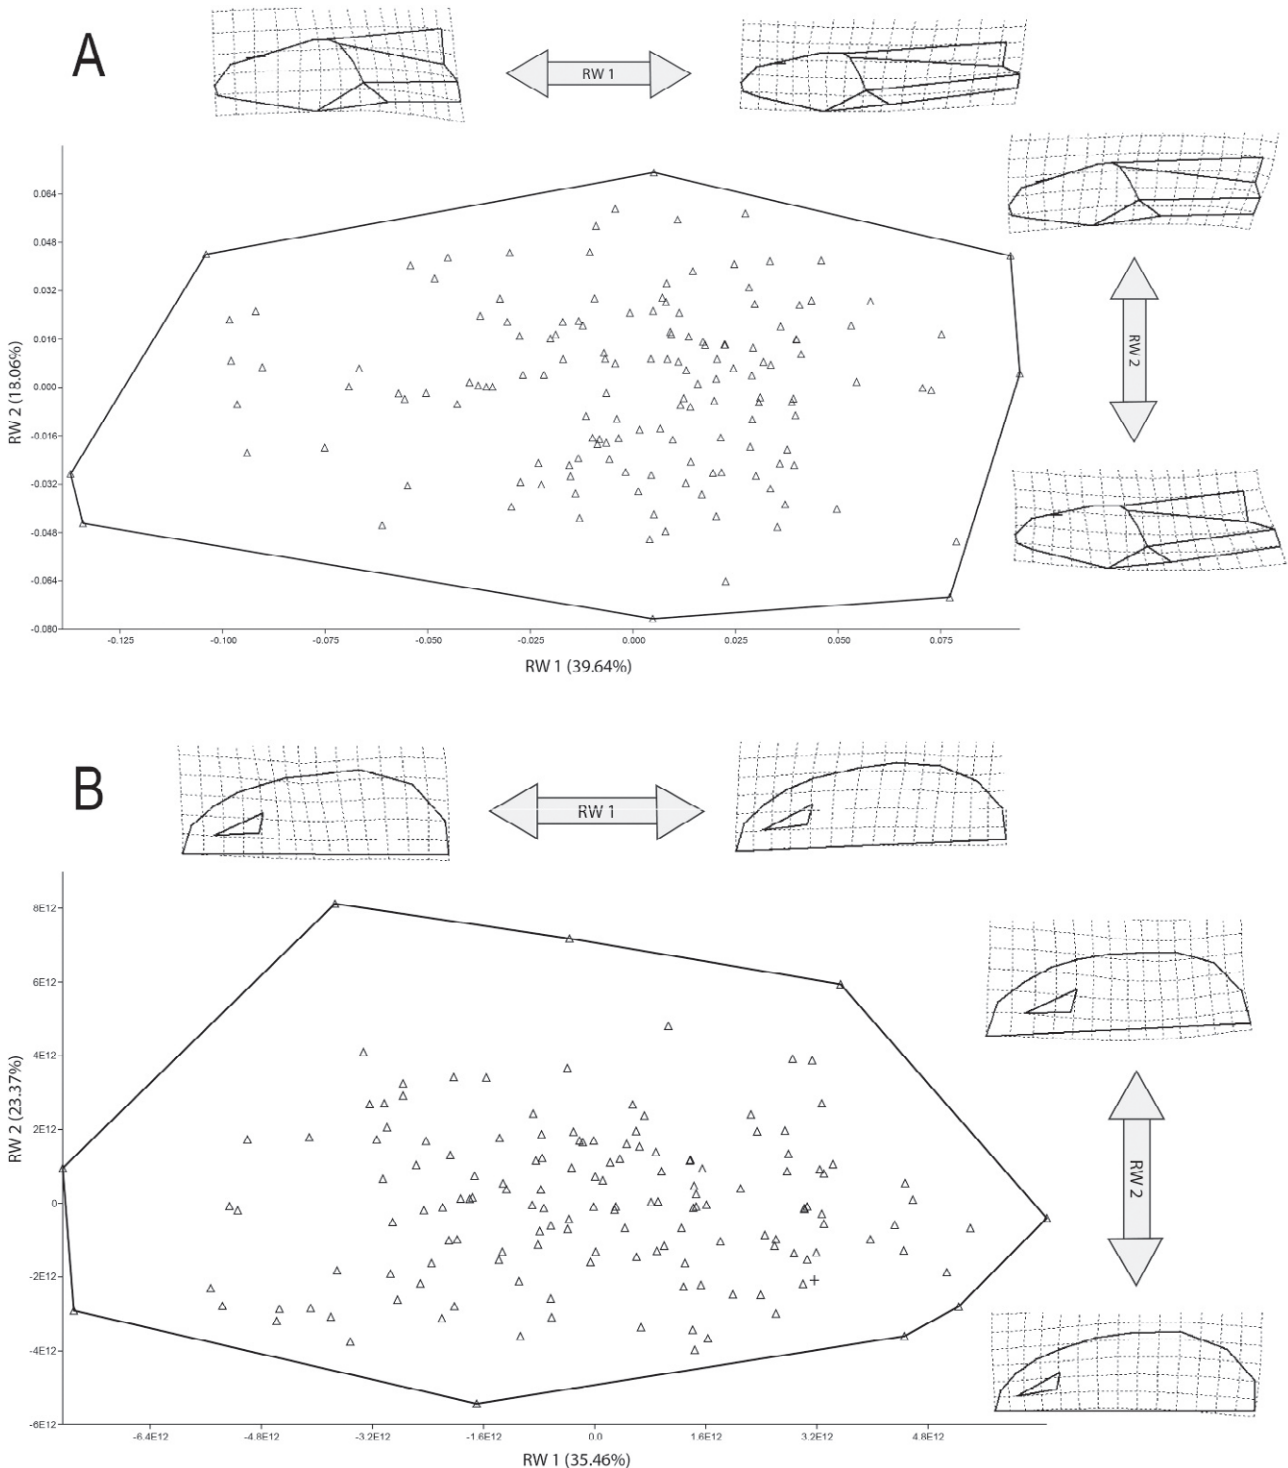 A
RW 1
RW 2
0.064
0.048
0.032
0.016
0.000
-0.016
-0.032
-0.048
-0.064
-0.080
RW 2 (18.06%)
-0.125
-0.100
-0.075
-0.050
-0.025
0.000
0.025
0.050
0.075
RW 1 (39.64%)
B
RW 1
RW 2
8E12
6E12
4E12
2E12
0
-2E12
-4E12
-6E12
RW 2 (23.37%)
-6.4E12
-4.8E12
-3.2E12
-1.6E12
0.0
1.6E12
3.2E12
4.8E12
RW 1 (35.46%)